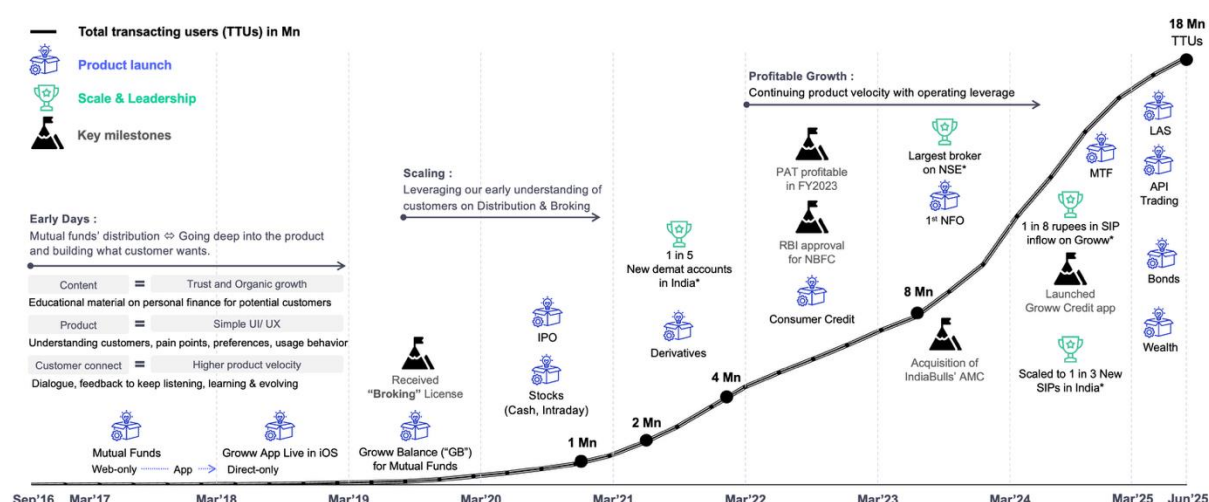 Total transacting users (TTUs) in Mn
Product launch
Scale & Leadership
Key milestones
18 Mn
TTUs
Early Days :
Mutual funds' distribution ⇔ Going deep into the product
and building what customer wants.
Content = Trust and Organic growth
Educational material on personal finance for potential customers
Product = Simple UI/ UX
Understanding customers, pain points, preferences, usage behavior
Customer connect = Higher product velocity
Dialogue, feedback to keep listening, learning & evolving
Mutual Funds
Web-only App
Groww App Live in iOS
Direct-only
Scaling :
Leveraging our early understanding of
customers on Distribution & Broking
Received
"Broking" License
Groww Balance ("GB")
for Mutual Funds
IPO
Stocks
(Cash, Intraday)
1 in 5
New demat accounts
in India*
Derivatives
1 Mn
2 Mn
4 Mn
8 Mn
Profitable Growth :
Continuing product velocity with operating leverage
PAT profitable
in FY2023
RBI approval
for NBFC
Consumer Credit
Largest broker
on NSE*
1st NFO
Acquisition of
IndiaBulls' AMC
MTF
1 in 8 rupees in SIP
inflow on Groww*
Launched
Groww Credit app
Scaled to 1 in 3 New
SIPs in India*
LAS
API
Trading
Bonds
Wealth
Sep'16 Mar'17 Mar'18 Mar'19 Mar'20 Mar'21 Mar'22 Mar'23 Mar'24 Mar'25 Jun'25